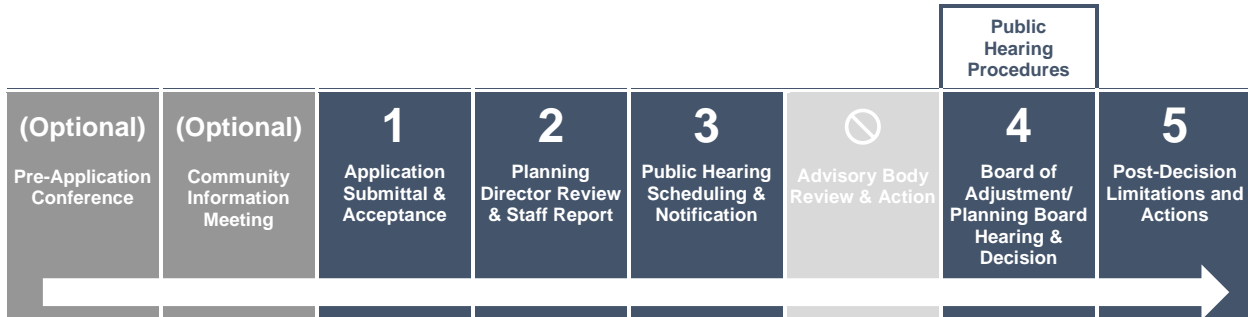 Public
Hearing
Procedures
(Optional)
Pre-Application
Conference
(Optional)
Community
Information
Meeting
1
Application
Submittal &
Acceptance
2
Planning
Director Review
& Staff Report
3
Public Hearing
Scheduling &
Notification
Advisory Body
Review & Action
4
Board of
Adjustment/
Planning Board
Hearing &
Decision
5
Post-Decision
Limitations and
Actions